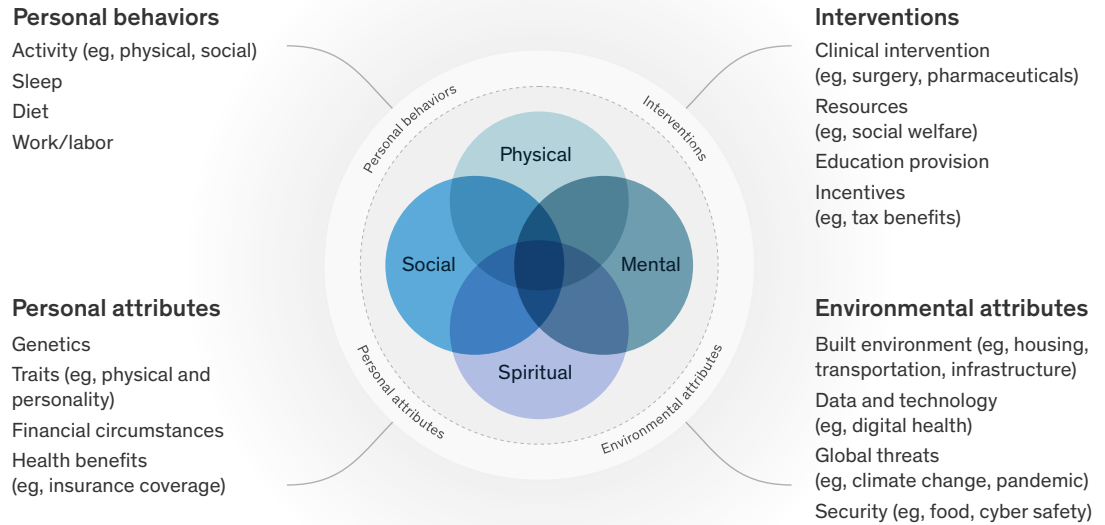 Personal behaviors
Activity (eg, physical, social)
Sleep
Diet
Work/labor
Interventions
Clinical intervention
(eg, surgery, pharmaceuticals)
Resources
(eg, social welfare)
Education provision
Incentives
(eg, tax benefits)
Personal behaviors
Interventions
Physical
Social
Mental
Spiritual
Personal attributes
Environmental attributes
Personal attributes
Genetics
Traits (eg, physical and
personality)
Financial circumstances
Health benefits
(eg, insurance coverage)
Environmental attributes
Built environment (eg, housing,
transportation, infrastructure)
Data and technology
(eg, digital health)
Global threats
(eg, climate change, pandemic)
Security (eg, food, cyber safety)